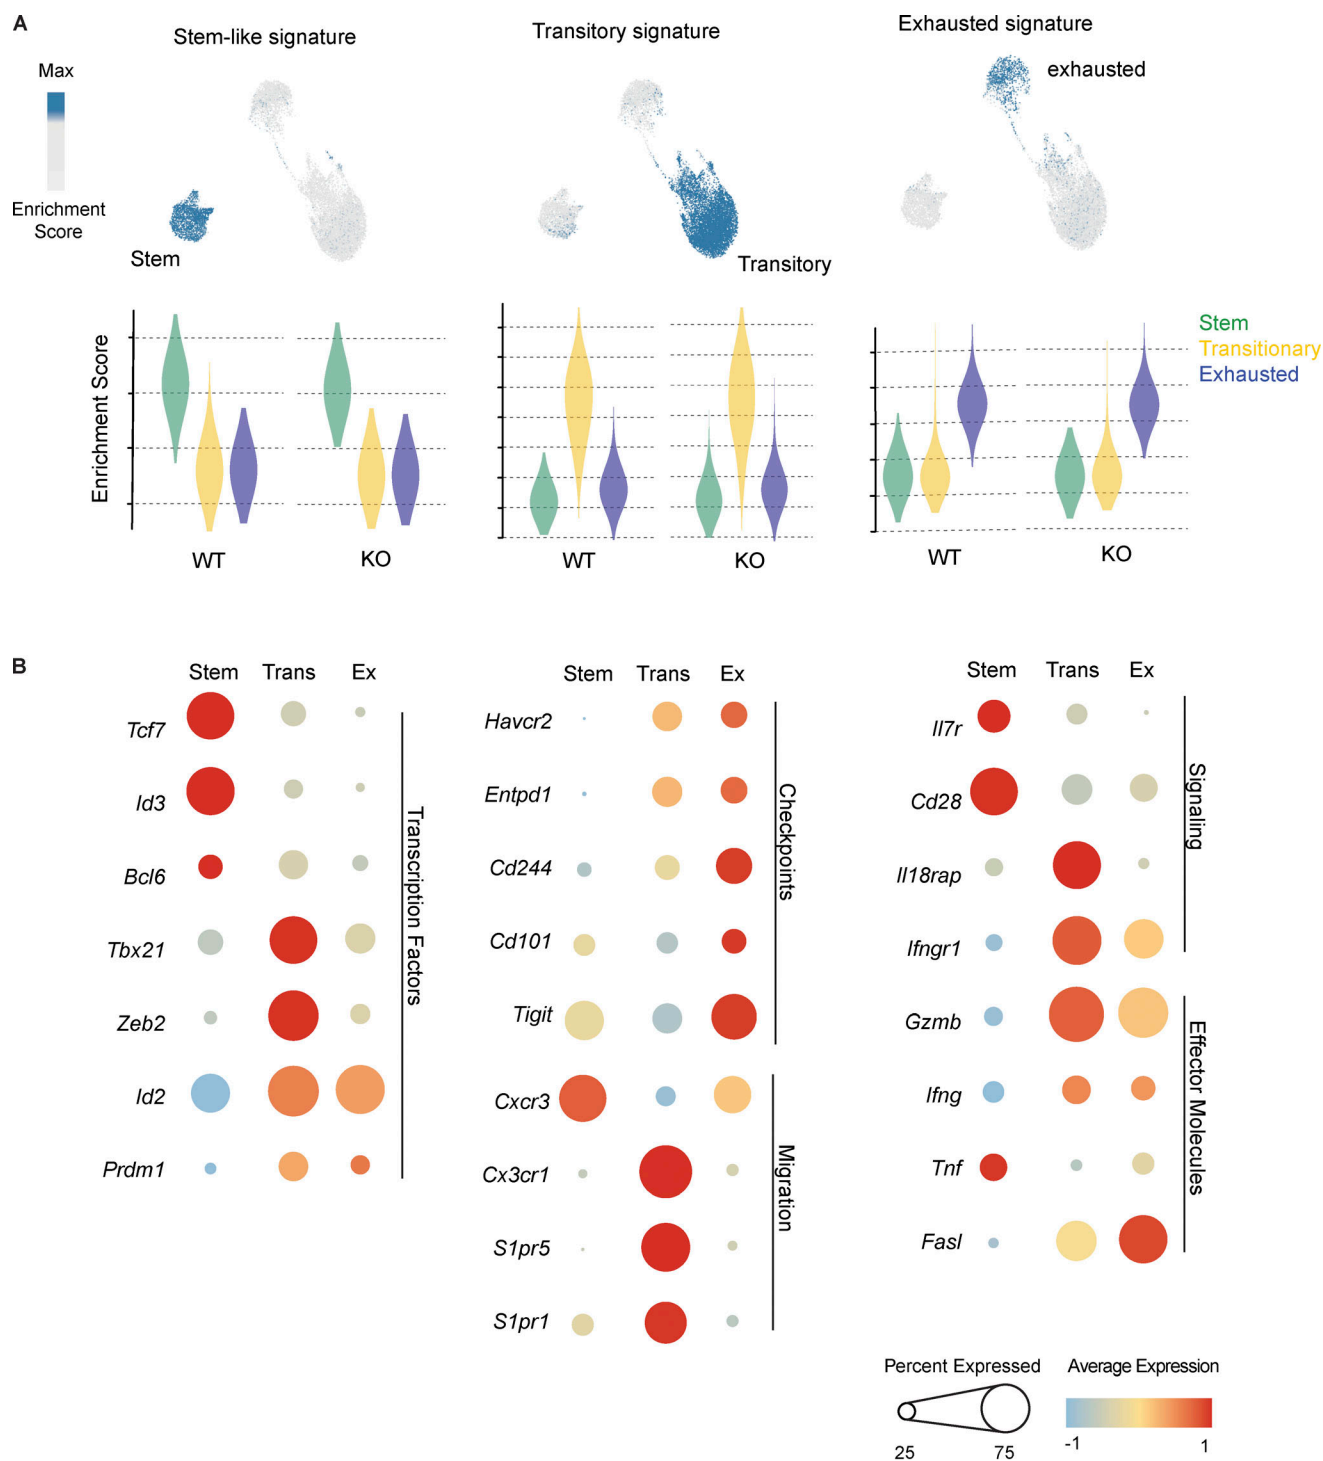 A
Stem-like signature
Transitory signature
Exhausted signature
Max
Enrichment
Score
exhausted
Stem
Transitory
Enrichment Score
Stem
Transitionary
Exhausted
WT
KO
WT
KO
WT
KO
B
Stem Trans Ex
Tcf7
Id3
Bcl6
Tbx21
Zeb2
Id2
Prdm1
Transcription Factors
Stem Trans Ex
Havcr2
Entpd1
Cd244
Cd101
Tigit
Checkpoints
Cxcr3
Cx3cr1
S1pr5
S1pr1
Migration
Stem Trans Ex
Il7r
Cd28
Il18rap
Ifngr1
Signaling
Gzmb
Ifng
Tnf
Fasl
Effector Molecules
Percent Expressed
25 75
Average Expression
-1 1